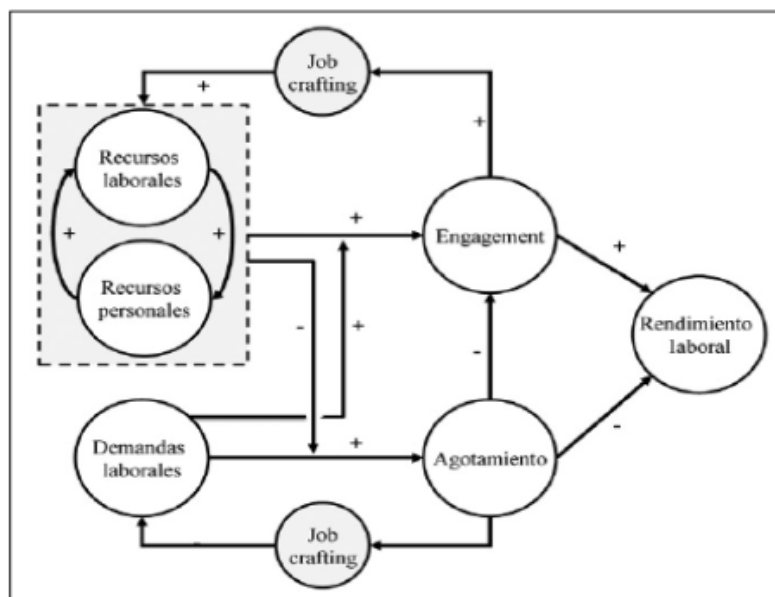 Job
crafting
+
+
Recursos
laborales
+
+
+
Recursos
personales
Engagement
+
-
+
-
Rendimiento
laboral
Demandas
laborales
+
Agotamiento
-
-
Job
crafting